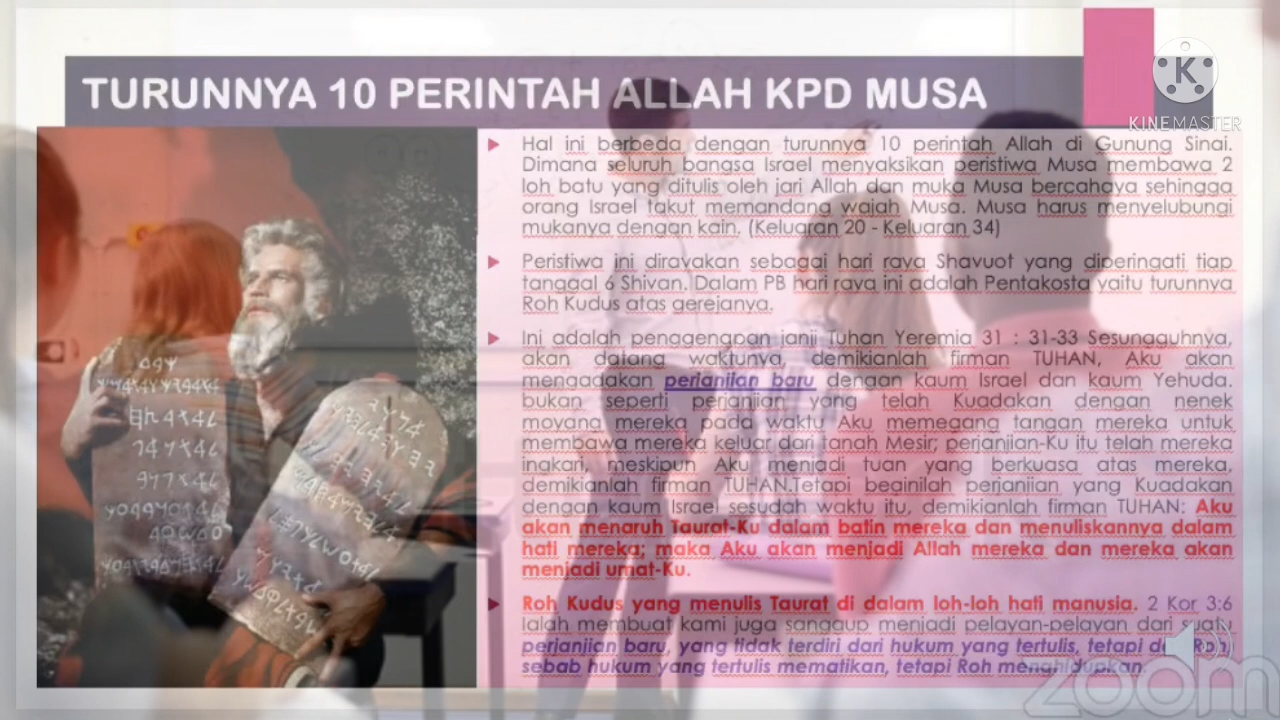 TURUNNYA 10 PERINTAH ALLAH KPD MUSA
K
KINEMASTER
Hal ini berbeda dengan turunnya 10 perintah Allah di Gunung Sinai.
Dimana seluruh bangsa Israel menyaksikan peristiwa Musa membawa 2
loh batu yang ditulis oleh jari Allah dan muka Musa bercahaya sehingga
orang Israel takut memandang wajah Musa. Musa harus menyelubungi
mukanya dengan kain. (Keluaran 20 - Keluaran 34)
Peristiwa ini dirayakan sebagai hari raya Shavuot yang diperingati tiap
tanggal 6 Shivan. Dalam PB hari raya ini adalah Pentakosta yaitu turunnya
Roh Kudus atas gerejanya.
Ini adalah penggengapan janji Tuhan Yeremia 31 : 31-33 Sesungguhnya,
akan datang waktunya, demikianlah firman TUHAN, Aku akan
mengadakan perjanjian baru dengan kaum Israel dan kaum Yehuda.
bukan seperti perjanjian yang telah Kuadakan dengan nenek
moyang mereka pada waktu Aku memegang tangan mereka untuk
membawa mereka keluar dari tanah Mesir; perjanjian-Ku itu telah mereka
ingkari, meskipun Aku menjadi tuan yang berkuasa atas mereka,
demikianlah firman TUHAN.Tetapi beginilah perjanjian yang Kuadakan
dengan kaum Israel sesudah waktu itu, demikianlah firman TUHAN: Aku
akan menaruh Taurat-Ku dalam batin mereka dan menuliskannya dalam
hati mereka; maka Aku akan menjadi Allah mereka dan mereka akan
menjadi umat-Ku.
Roh Kudus yang menulis Taurat di dalam loh-loh hati manusia. 2 Kor 3:6
Ialah membuat kami juga sanggup menjadi pelayan-pelayan dari
perjanjian baru, yang tidak terdiri dari hukum yang tertulis, tetapi
sebab hukum yang tertulis mematikan, tetapi Roh menghidupkan.
zoom